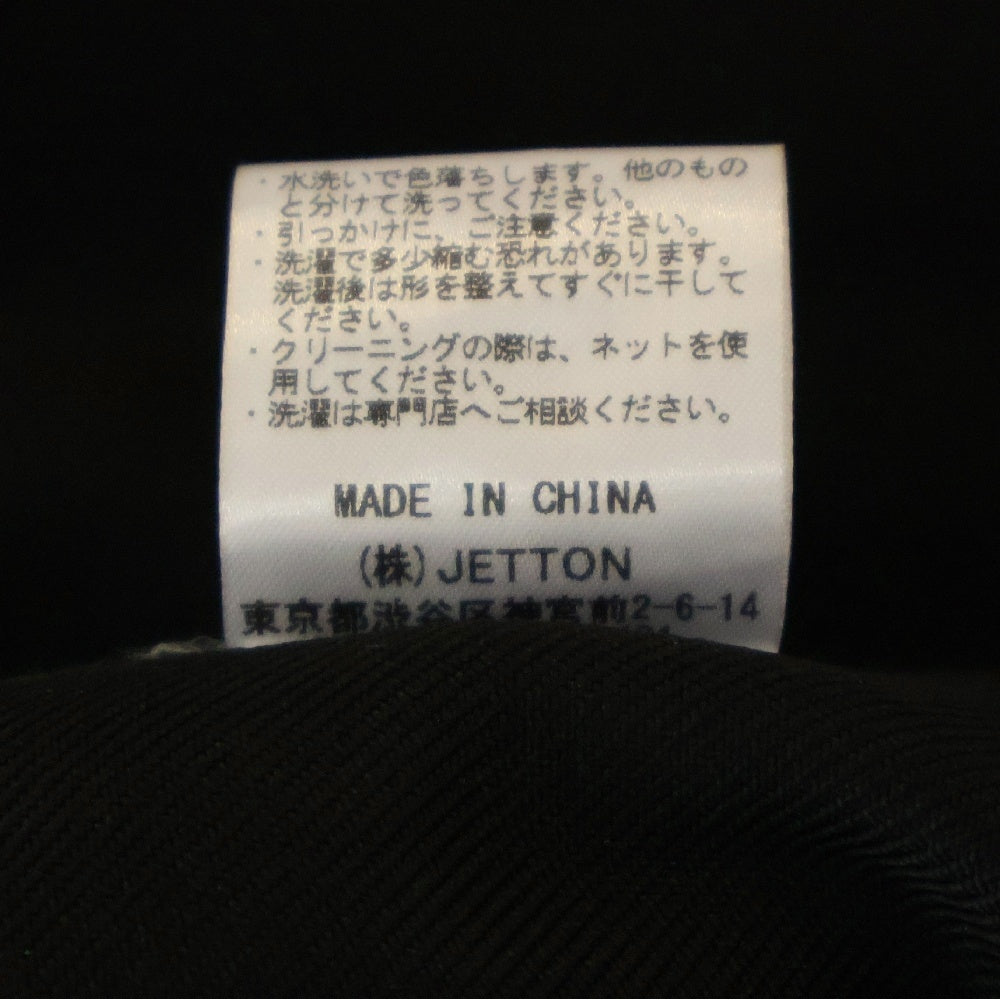 ・水洗いで色落ちします。他のもの
と分けて洗ってください。
・引っかけに、ご注意ください。
・洗濯で多少縮む恐れがあります。
洗濯後は形を整えてすぐに干して
ください。
・クリーニングの際は、ネットを使
用してください。
・洗濯は専門店へご相談ください。
MADE IN CHINA
(株)JETTON
東京都渋谷区神宮前2-6-14